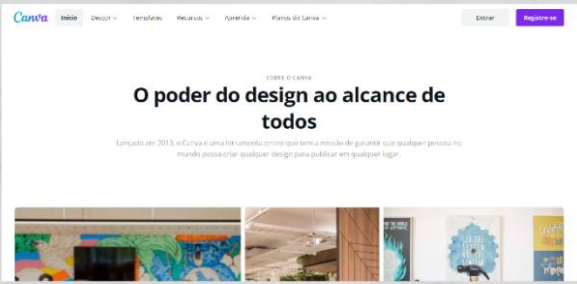 Canva Início Design Templates Recursos Aprenda Planos do Canva Entrar Registre-se
SOBRE O CANVA
O poder do design ao alcance de
todos
Lançado em 2013, o Canva é uma ferramenta online que tem a missão de garantir que qualquer pessoa no
mundo possa criar qualquer design para publicar em qualquer lugar.